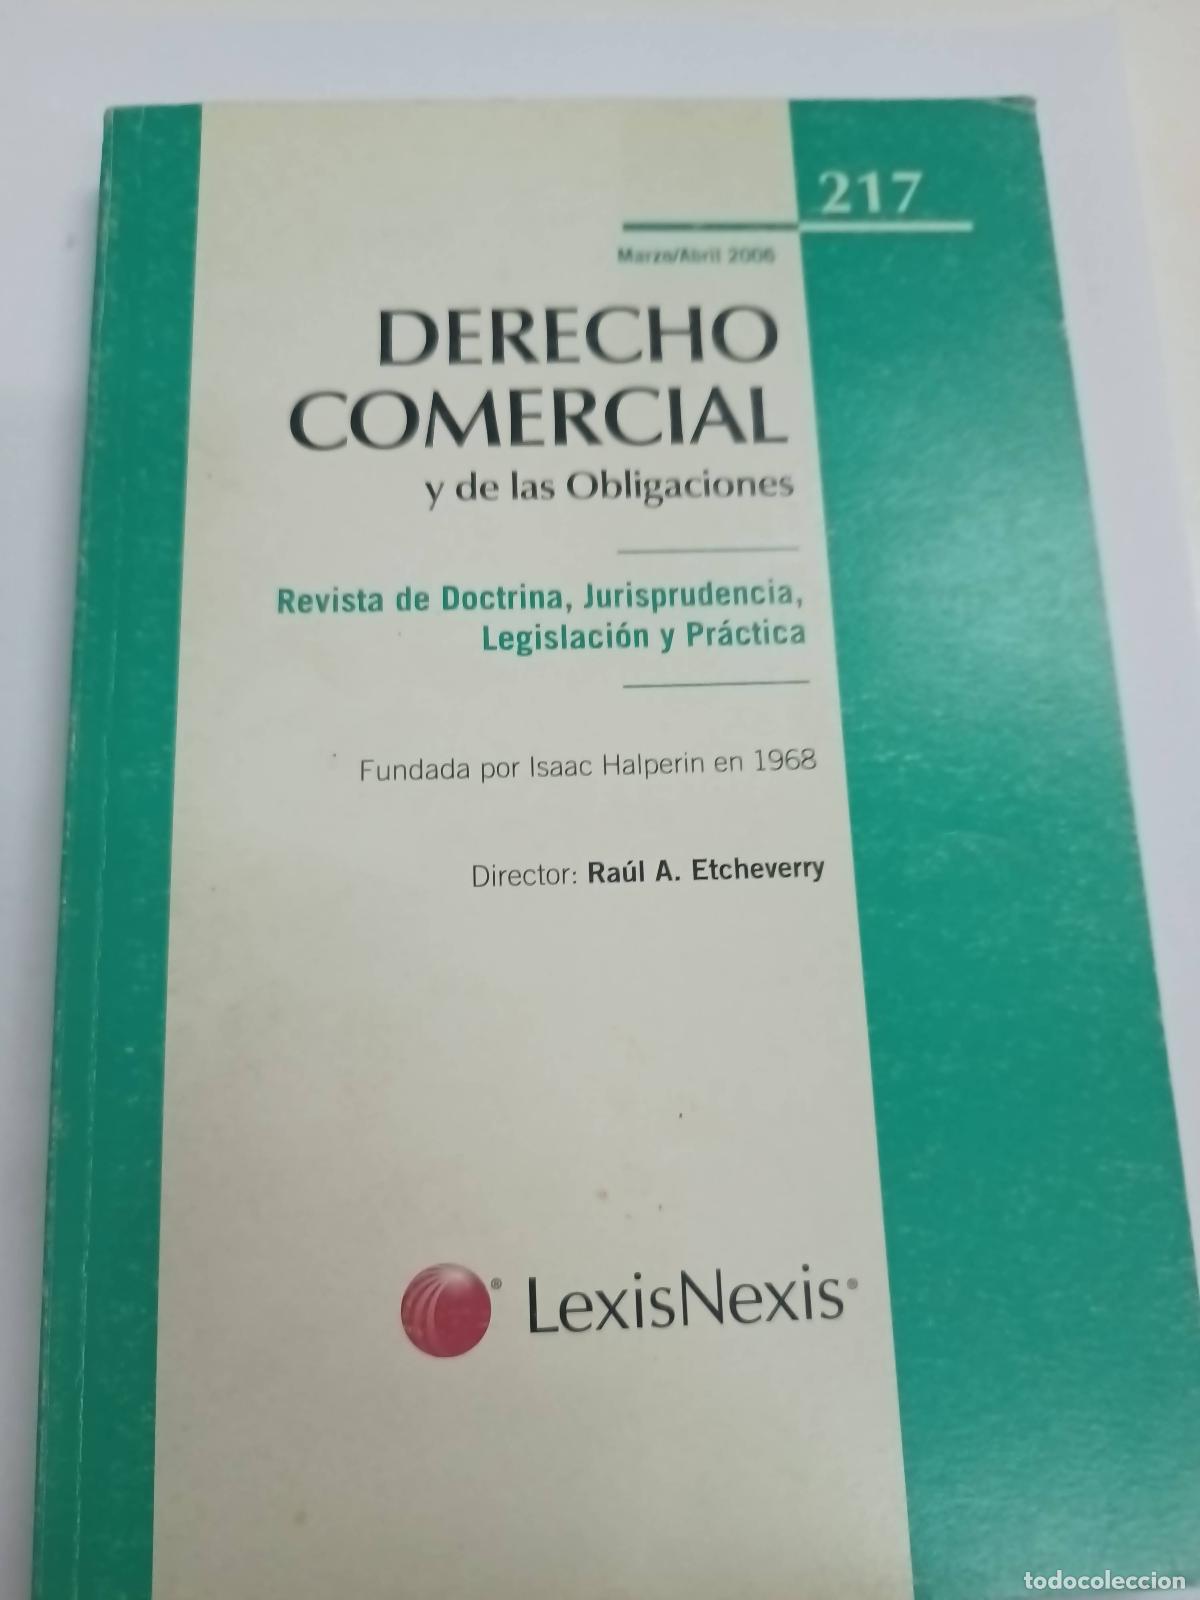 217
Marzo/Abril 2006
DERECHO
COMERCIAL
y de las Obligaciones
Revista de Doctrina, Jurisprudencia,
Legislación y Práctica
Fundada por Isaac Halperin en 1968
Director: Raúl A. Etcheverry
® LexisNexis®
todocoleccion